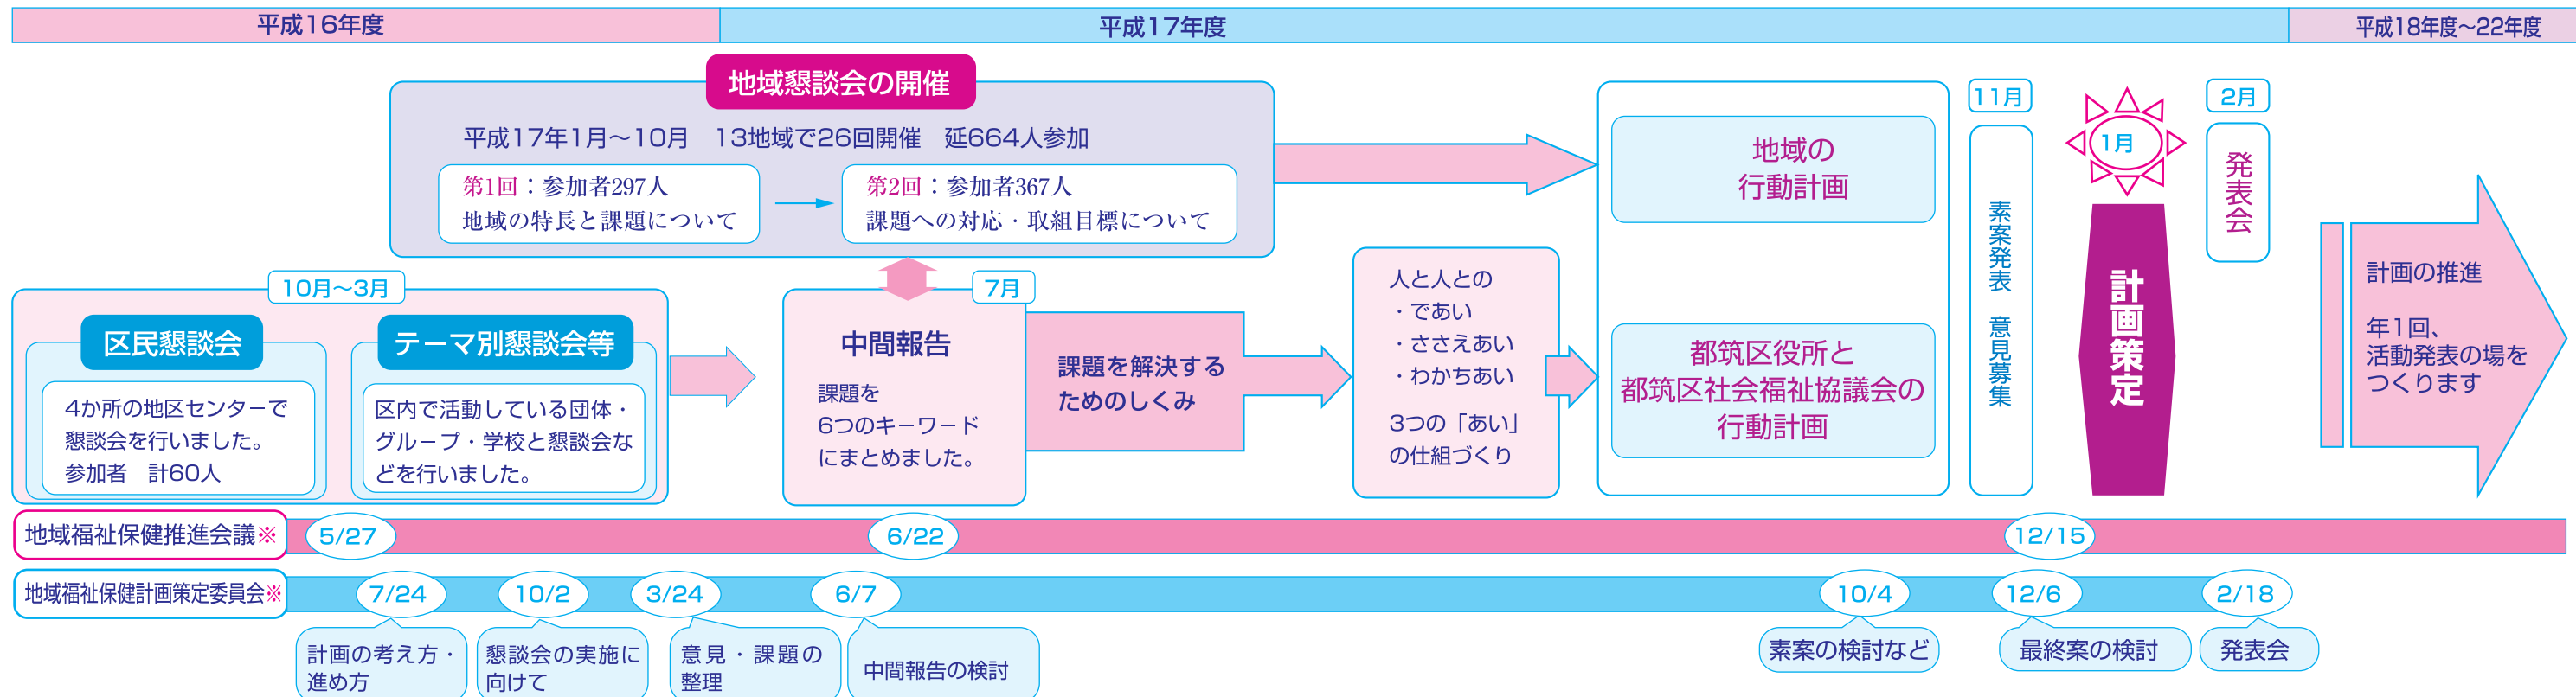 平成16年度
平成17年度
平成18年度〜22年度
地域懇談会の開催
平成17年1月〜10月　13地域で26回開催　延664人参加
第1回：参加者297人
地域の特長と課題について
第2回：参加者367人
課題への対応・取組目標について
10月〜3月
区民懇談会
4か所の地区センターで
懇談会を行いました。
参加者　計60人
テーマ別懇談会等
区内で活動している団体・
グループ・学校と懇談会な
どを行いました。
7月
中間報告
課題を
6つのキーワード
にまとめました。
課題を解決する
ためのしくみ
人と人との
・であい
・ささえあい
・わかちあい
3つの「あい」
の仕組づくり
地域の
行動計画
都筑区役所と
都筑区社会福祉協議会の
行動計画
11月
素案発表　意見募集
1月
計画策定
2月
発表会
計画の推進
年1回、
活動発表の場を
つくります
地域福祉保健推進会議※
5/27
6/22
12/15
地域福祉保健計画策定委員会※
7/24
10/2
3/24
6/7
10/4
12/6
2/18
計画の考え方・
進め方
懇談会の実施に
向けて
意見・課題の
整理
中間報告の検討
素案の検討など
最終案の検討
発表会